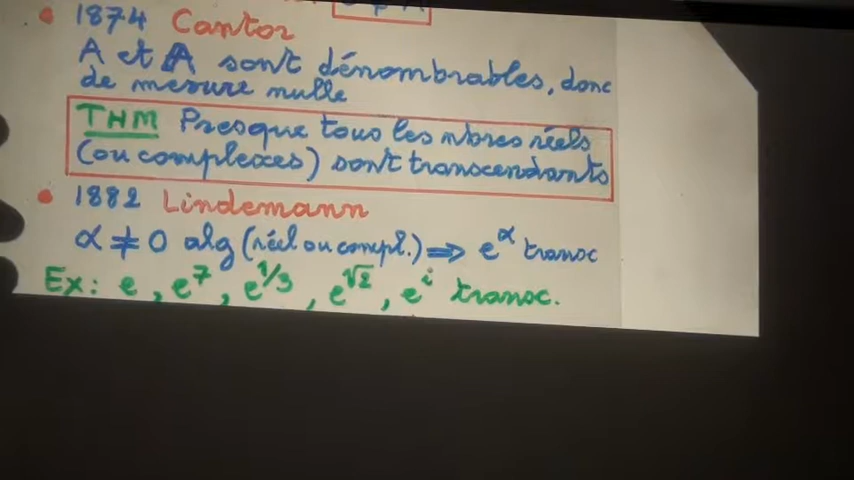 • 1874 Cantor
A et 𝔸 sont dénombrables, donc
de mesure nulle
THM Presque tous les nbres réels
(ou complexes) sont transcendants
• 1882 Lindemann
α ≠ 0 alg (réel ou compl.) ⟹ e^α transc
Ex: e, e^7, e^1/3, e^√2, e^i transc.